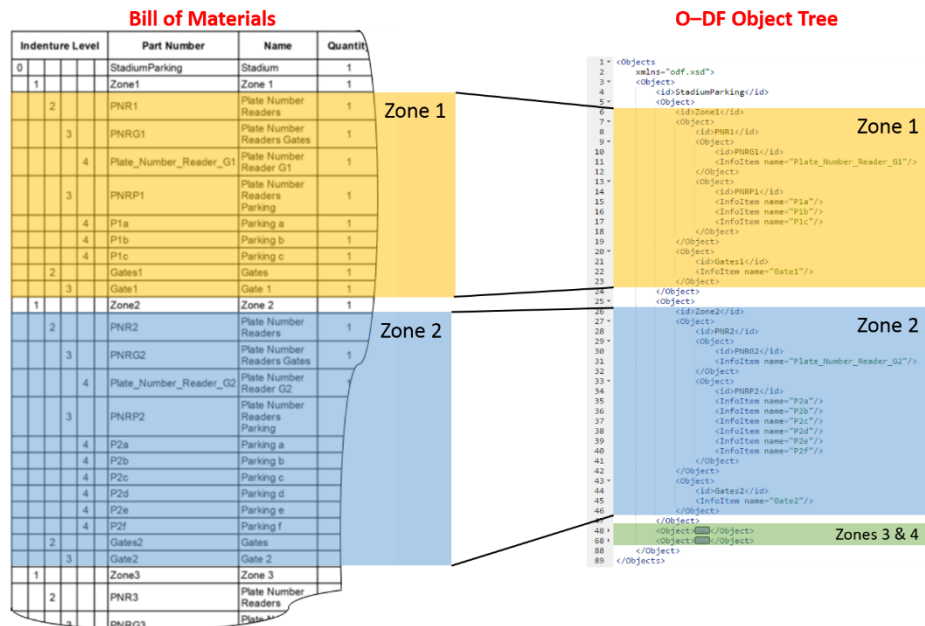 Bill of Materials
Indenture Level Part Number Name Quantity
0 StadiumParking Stadium 1
1 Zone1 Zone 1 1
2 PNR1 Plate Number
Readers 1
3 PNRG1 Plate Number
Readers Gates 1
4 Plate_Number_Reader_G1 Plate Number
Reader G1 1
3 PNRP1 Plate Number
Readers
Parking 1
4 P1a Parking a 1
4 P1b Parking b 1
4 P1c Parking c 1
2 Gates1 Gates 1
3 Gate1 Gate 1 1
1 Zone2 Zone 2 1
2 PNR2 Plate Number
Readers 1
3 PNRG2 Plate Number
Readers Gates 1
4 Plate_Number_Reader_G2 Plate Number
Reader G2
3 PNRP2 Plate Number
Readers
Parking
4 P2a Parking a
4 P2b Parking b
4 P2c Parking c
4 P2d Parking d
4 P2e Parking e
4 P2f Parking f
2 Gates2 Gates
3 Gate2 Gate 2
1 Zone3 Zone 3
2 PNR3 Plate Number
Readers
3 PNRG3
Zone 1
Zone 2
O–DF Object Tree
1 <Objects
2 xmlns="odf.xsd">
3 <Object>
4 <id>StadiumParking</id>
5 <Object>
6 <id>Zone1</id>
7 <Object>
8 <id>PNR1</id>
9 <Object>
10 <id>PNRG1</id>
11 <InfoItem name="Plate_Number_Reader_G1"/>
12 </Object>
13 <Object>
14 <id>PNRP1</id>
15 <InfoItem name="P1a"/>
16 <InfoItem name="P1b"/>
17 <InfoItem name="P1c"/>
18 </Object>
19 </Object>
20 <Object>
21 <id>Gates1</id>
22 <InfoItem name="Gate1"/>
23 </Object>
24 </Object>
25 <Object>
26 <id>Zone2</id>
27 <Object>
28 <id>PNR2</id>
29 <Object>
30 <id>PNRG2</id>
31 <InfoItem name="Plate_Number_Reader_G2"/>
32 </Object>
33 <Object>
34 <id>PNRP2</id>
35 <InfoItem name="P2a"/>
36 <InfoItem name="P2b"/>
37 <InfoItem name="P2c"/>
38 <InfoItem name="P2d"/>
39 <InfoItem name="P2e"/>
40 <InfoItem name="P2f"/>
41 </Object>
42 </Object>
43 <Object>
44 <id>Gates2</id>
45 <InfoItem name="Gate2"/>
46 </Object>
47 </Object>
48 <Object></Object>
68 <Object></Object>
88 </Object>
89 </Objects>
Zone 1
Zone 2
Zones 3 & 4